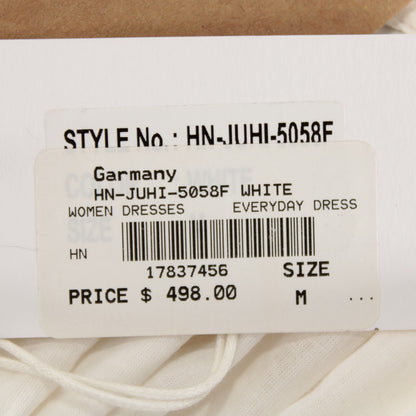 STYLE No.: HN-JUHI-5058F
Garmany
HN-JUHI-5058F WHITE
WOMEN DRESSES EVERYDAY DRESS
HN
17837456 SIZE
PRICE $ 498.00 M ...